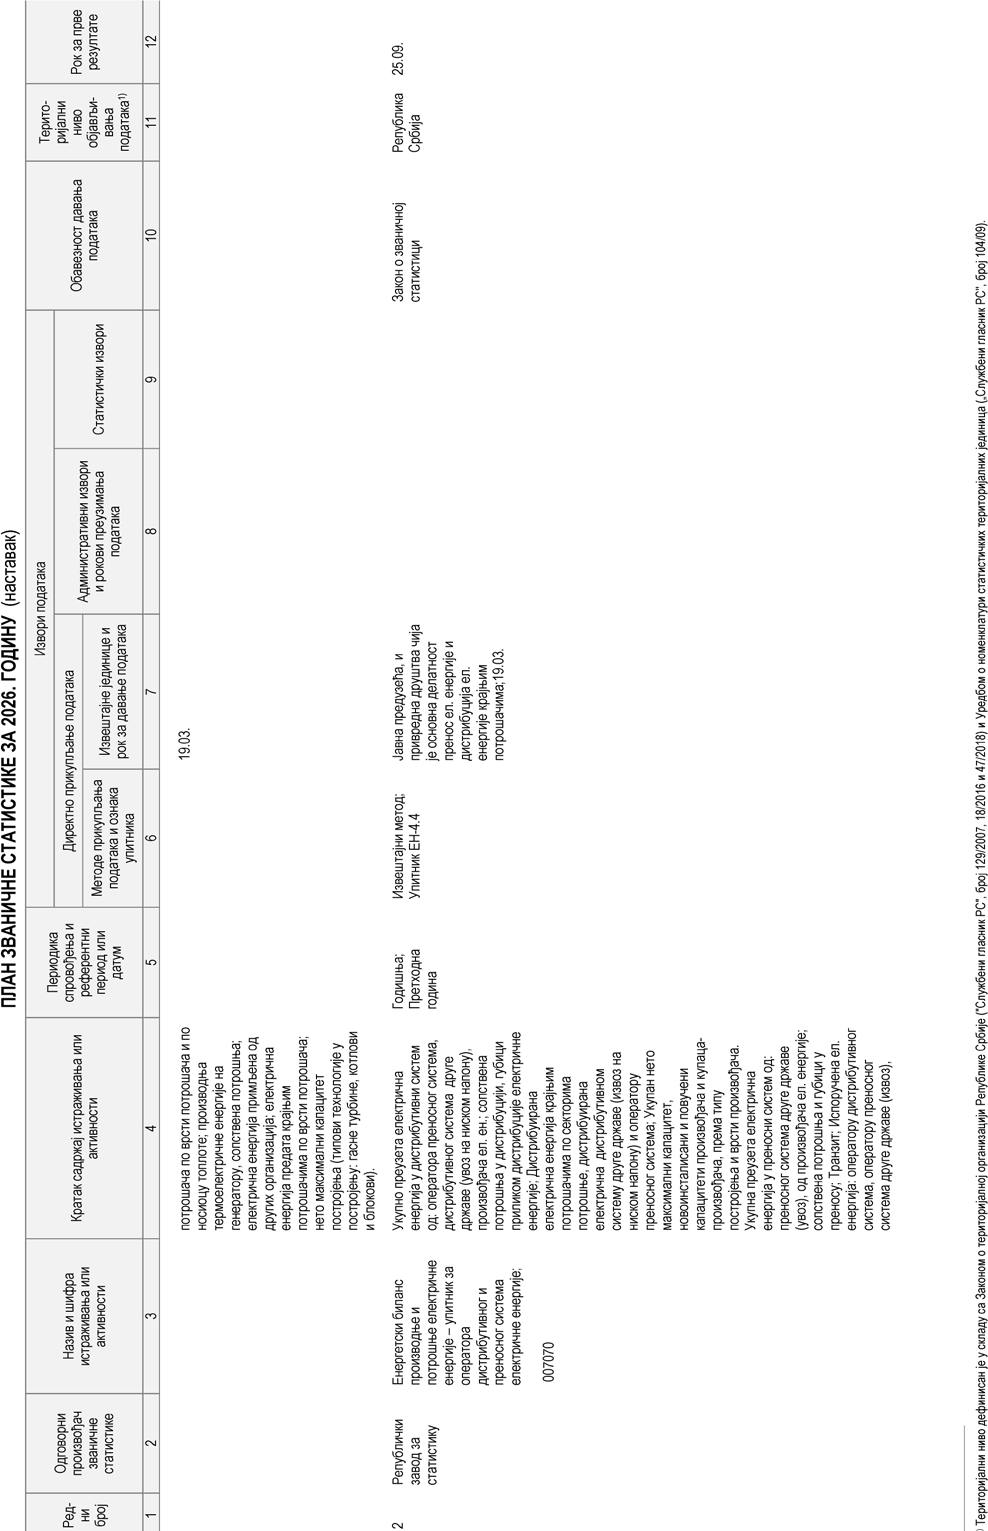 ПЛАН ЗВАНИЧНЕ СТАТИСТИКЕ ЗА 2026. ГОДИНУ (наставак)
Ред-
ни
број
Одговорни
произвођач
званичне
статистике
Назив и шифра
истраживања или
активности
Кратак садржај истраживања или
активности
Периодика
спровођења и
референтни
период или
датум
Извори података
Директно прикупљање података
Методе прикупљања
података и ознака
упитника
Извештајне јединице и
рок за давање података
Административни извори
и рокови преузимања
података
Статистички извори
Обавезност давања
података
Терито-
ријални
ниво
објављи-
вања
података1)
Рок за прве
резултате
1
2
3
4
5
6
7
8
9
10
11
12
потрошача по врсти потрошача и по
носиоцу топлоте; производња
термоелектричне енергије на
генератору, сопствена потрошња;
електрична енергија примљена од
других организација; електрична
енергија предата крајњим
потрошачима по врсти потрошача;
нето максимални капацитет
постројења (типови технологије у
постројењу: гасне турбине, котлови
и блокови).
19.03.
2
Републички
завод за
статистику
Енергетски биланс
производње и
потрошње електричне
енергије – упитник за
оператора
дистрибутивног и
преносног система
електричне енергије;
007070
Укупно преузета електрична
енергија у дистрибутивни систем
од: оператора преносног система,
дистрибутивног система друге
државе (увоз на ниском напону),
произвођача ел. ен.; сопствена
потрошња у дистрибуцији, губици
приликом дистрибуције електричне
енергије; Дистрибуирана
електрична енергија крајњим
потрошачима по секторима
потрошње, дистрибуирана
електрична дистрибутивном
систему друге државе (извоз на
ниском напону) и оператору
преносног система; Укупан нето
максимални капацитет,
новоинсталисани и повучени
капацитети произвођача и купаца-
произвођача, према типу
постројења и врсти произвођача.
Укупна преузета електрична
енергија у преносни систем од:
преносног система друге државе
(увоз), од произвођача ел. енергије;
сопствена потрошња и губици у
преносу; Транзит; Испоручена ел.
енергија: оператору дистрибутивног
система, оператору преносног
система друге државе (извоз),
Годишња;
Претходна
година
Извештајни метод;
Упитник ЕН-4.4
Јавна предузећа, и
привредна друштва чија
је основна делатност
пренос ел. енергије и
дистрибуција ел.
енергије крајњим
потрошачима;19.03.
Закон о званичној
статистици
Република
Србија
25.09.
) Територијални ниво дефинисан је у складу са Законом о територијалној организацији Републике Србије ("Службени гласник РС", број 129/2007, 18/2016 и 47/2018) и Уредбом о номенклатури статистичких територијалних јединица („Службени гласник РС", број 104/09).